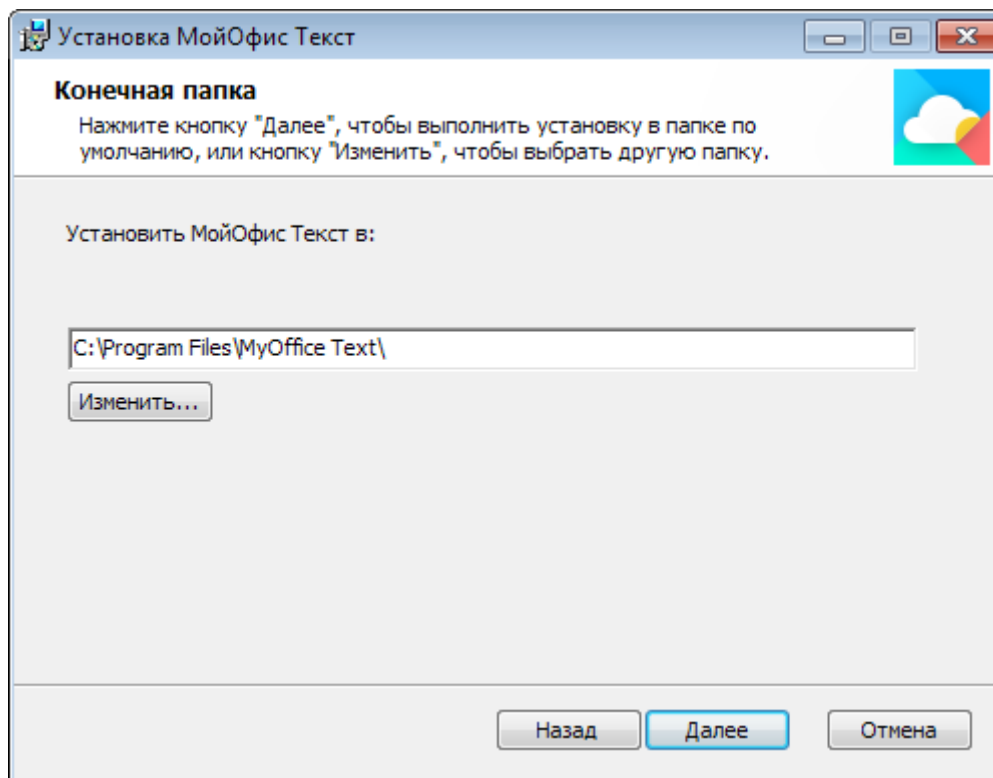 Установка МойОфис Текст
Конечная папка
Нажмите кнопку "Далее", чтобы выполнить установку в папке по
умолчанию, или кнопку "Изменить", чтобы выбрать другую папку.
Установить МойОфис Текст в:
C:\Program Files\MyOffice Text\
Изменить...
Назад Далее Отмена